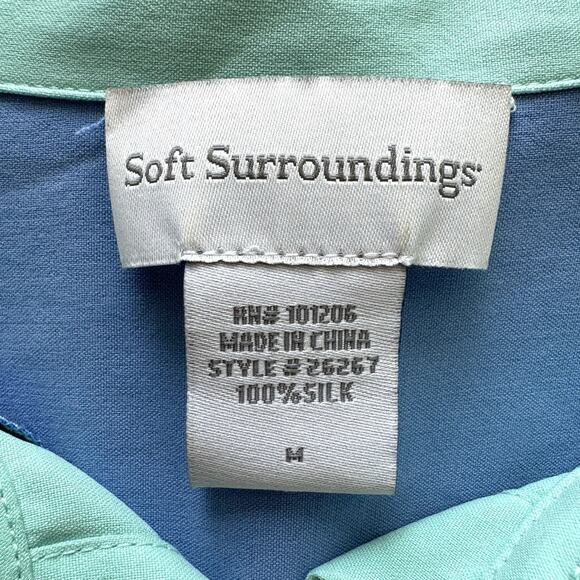 Soft Surroundings
RN# 101206
MADE IN CHINA
STYLE # 26267
100%SILK
M